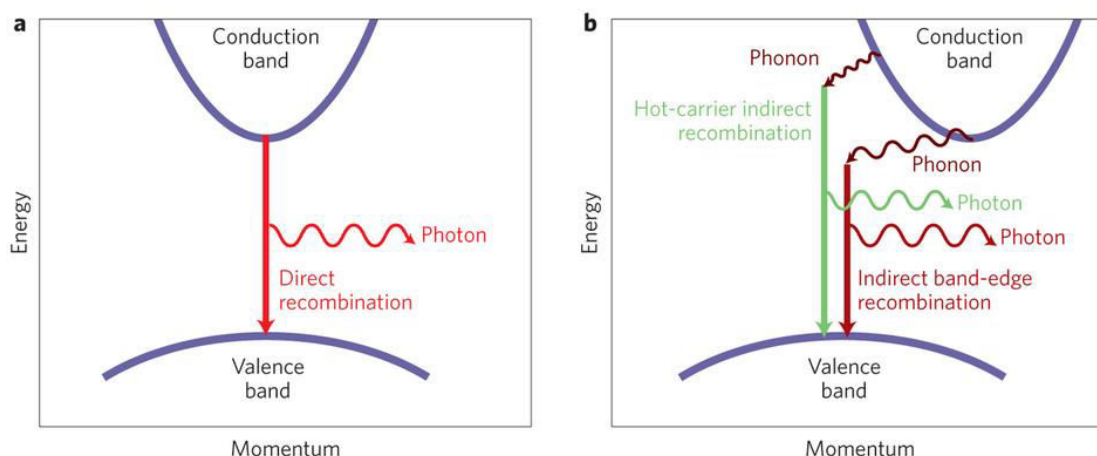 a
Conduction
band
Energy
Photon
Direct
recombination
Valence
band
Momentum
b
Conduction
band
Phonon
Hot-carrier indirect
recombination
Phonon
Energy
Photon
Photon
Indirect band-edge
recombination
Valence
band
Momentum